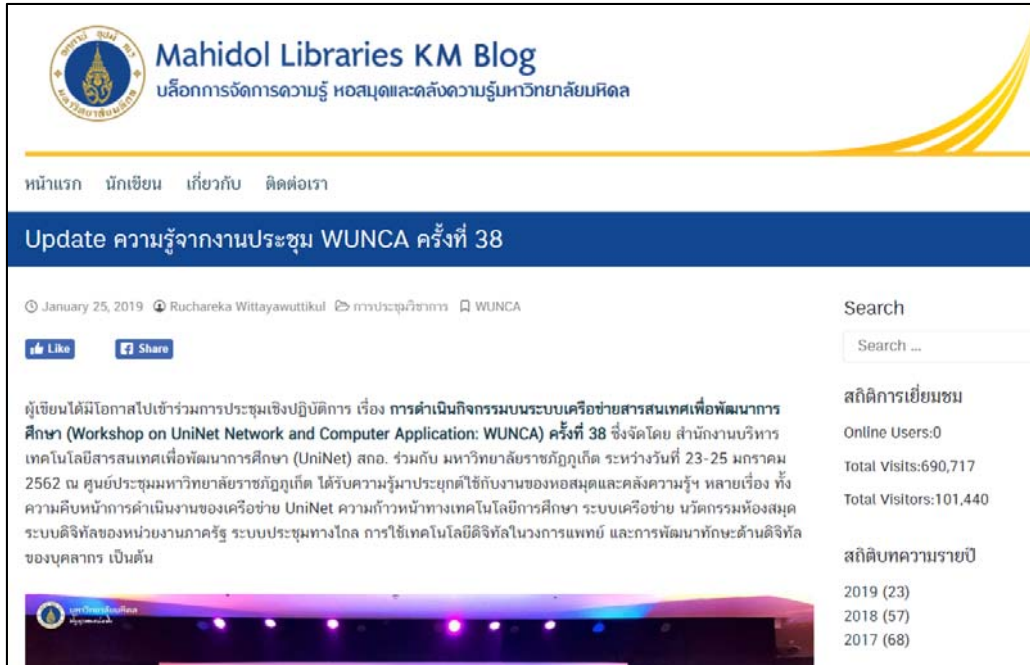 Mahidol Libraries KM Blog
บล็อกการจัดการความรู้ หอสมุดและคลังความรู้มหาวิทยาลัยมหิดล
หน้าแรก นักเขียน เกี่ยวกับ ติดต่อเรา
Update ความรู้จากงานประชุม WUNCA ครั้งที่ 38
January 25, 2019 Ruchareka Wittayawuttikul การประชุมวิชาการ WUNCA
Like Share
ผู้เขียนได้มีโอกาสไปเข้าร่วมการประชุมเชิงปฏิบัติการ เรื่อง การดำเนินกิจกรรมบนระบบเครือข่ายสารสนเทศเพื่อพัฒนาการ
ศึกษา (Workshop on UniNet Network and Computer Application: WUNCA) ครั้งที่ 38 ซึ่งจัดโดย สำนักงานบริหาร
เทคโนโลยีสารสนเทศเพื่อพัฒนาการศึกษา (UniNet) สกอ. ร่วมกับ มหาวิทยาลัยราชภัฏภูเก็ต ระหว่างวันที่ 23-25 มกราคม
2562 ณ ศูนย์ประชุมมหาวิทยาลัยราชภัฏภูเก็ต ได้รับความรู้มาประยุกต์ใช้กับงานของหอสมุดและคลังความรู้ฯ หลายเรื่อง ทั้ง
ความคืบหน้าการดำเนินงานของเครือข่าย UniNet ความก้าวหน้าทางเทคโนโลยีการศึกษา ระบบเครือข่าย นวัตกรรมห้องสมุด
ระบบดิจิทัลของหน่วยงานภาครัฐ ระบบประชุมทางไกล การใช้เทคโนโลยีดิจิทัลในวงการแพทย์ และการพัฒนาทักษะด้านดิจิทัล
ของบุคลากร เป็นต้น
มหาวิทยาลัยมหิดล
Search
Search ...
สถิติการเยี่ยมชม
Online Users:0
Total Visits:690,717
Total Visitors:101,440
สถิติบทความรายปี
2019 (23)
2018 (57)
2017 (68)